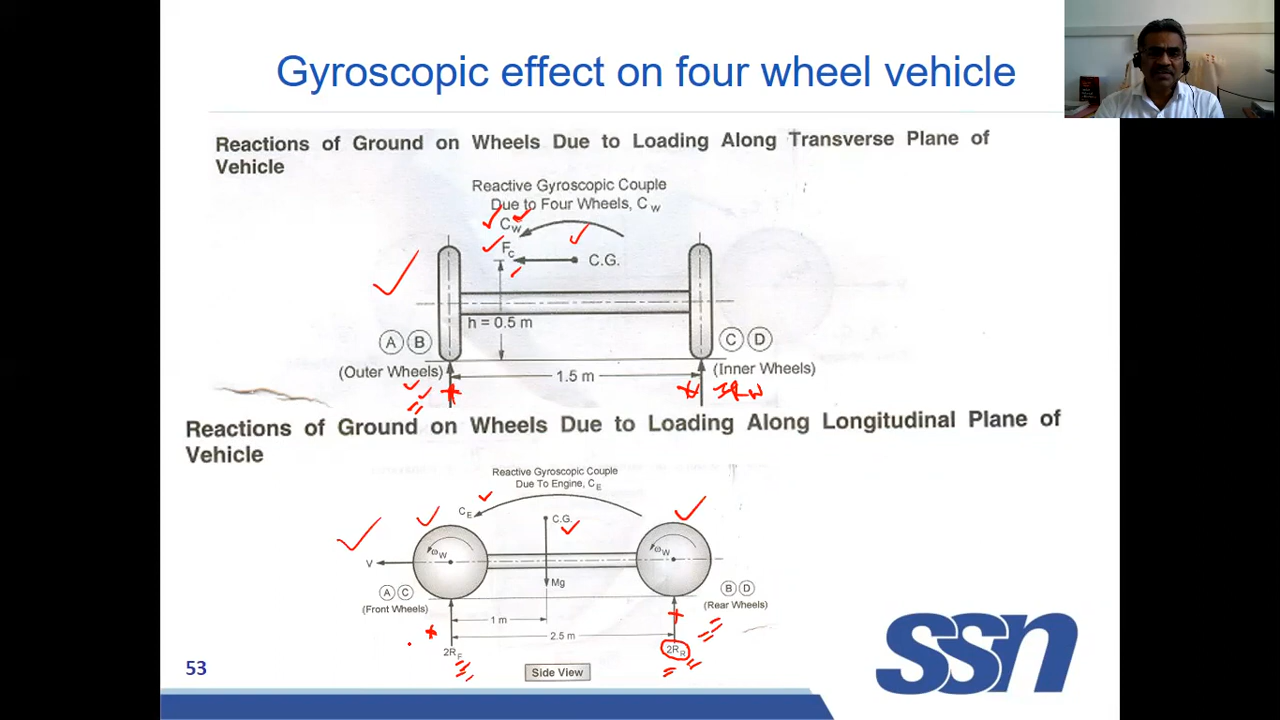 Gyroscopic effect on four wheel vehicle
Reactions of Ground on Wheels Due to Loading Along Transverse Plane of
Vehicle
Reactive Gyroscopic Couple
Due to Four Wheels, C W
CW
Fc
C.G.
h = 0.5 m
A B
C D
(Outer Wheels)
1.5 m
(Inner Wheels)
Reactions of Ground on Wheels Due to Loading Along Longitudinal Plane of
Vehicle
Reactive Gyroscopic Couple
Due To Engine, CE
CE
C.G.
ωW
ωW
V
Mg
A C
(Front Wheels)
B D
(Rear Wheels)
1 m
2.5 m
2RF
2RR
Side View
53
ssn